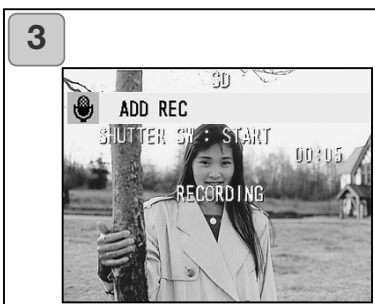 3
SD
ADD REC
SHUTTER SW : START
00:05
RECORDING